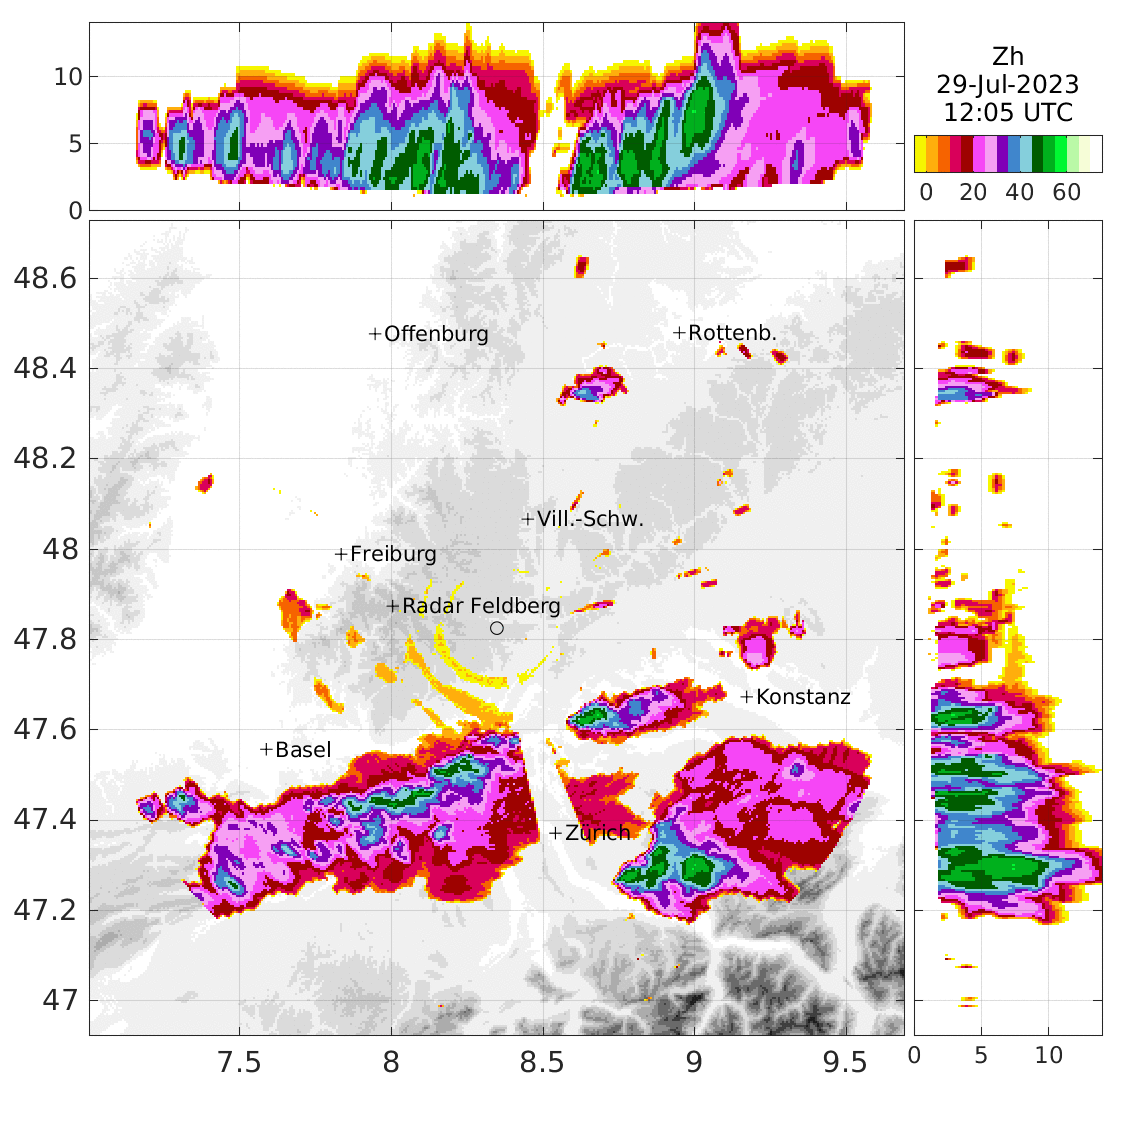 Zh
29-Jul-2023
12:05 UTC
0 20 40 60
10
5
0
48.6
48.4
48.2
48
47.8
47.6
47.4
47.2
47
+Offenburg
+Rottenb.
+Vill.-Schw.
+Freiburg
+Radar Feldberg
+Konstanz
+Basel
+Zürich
7.5 8 8.5 9 9.5
0 5 10